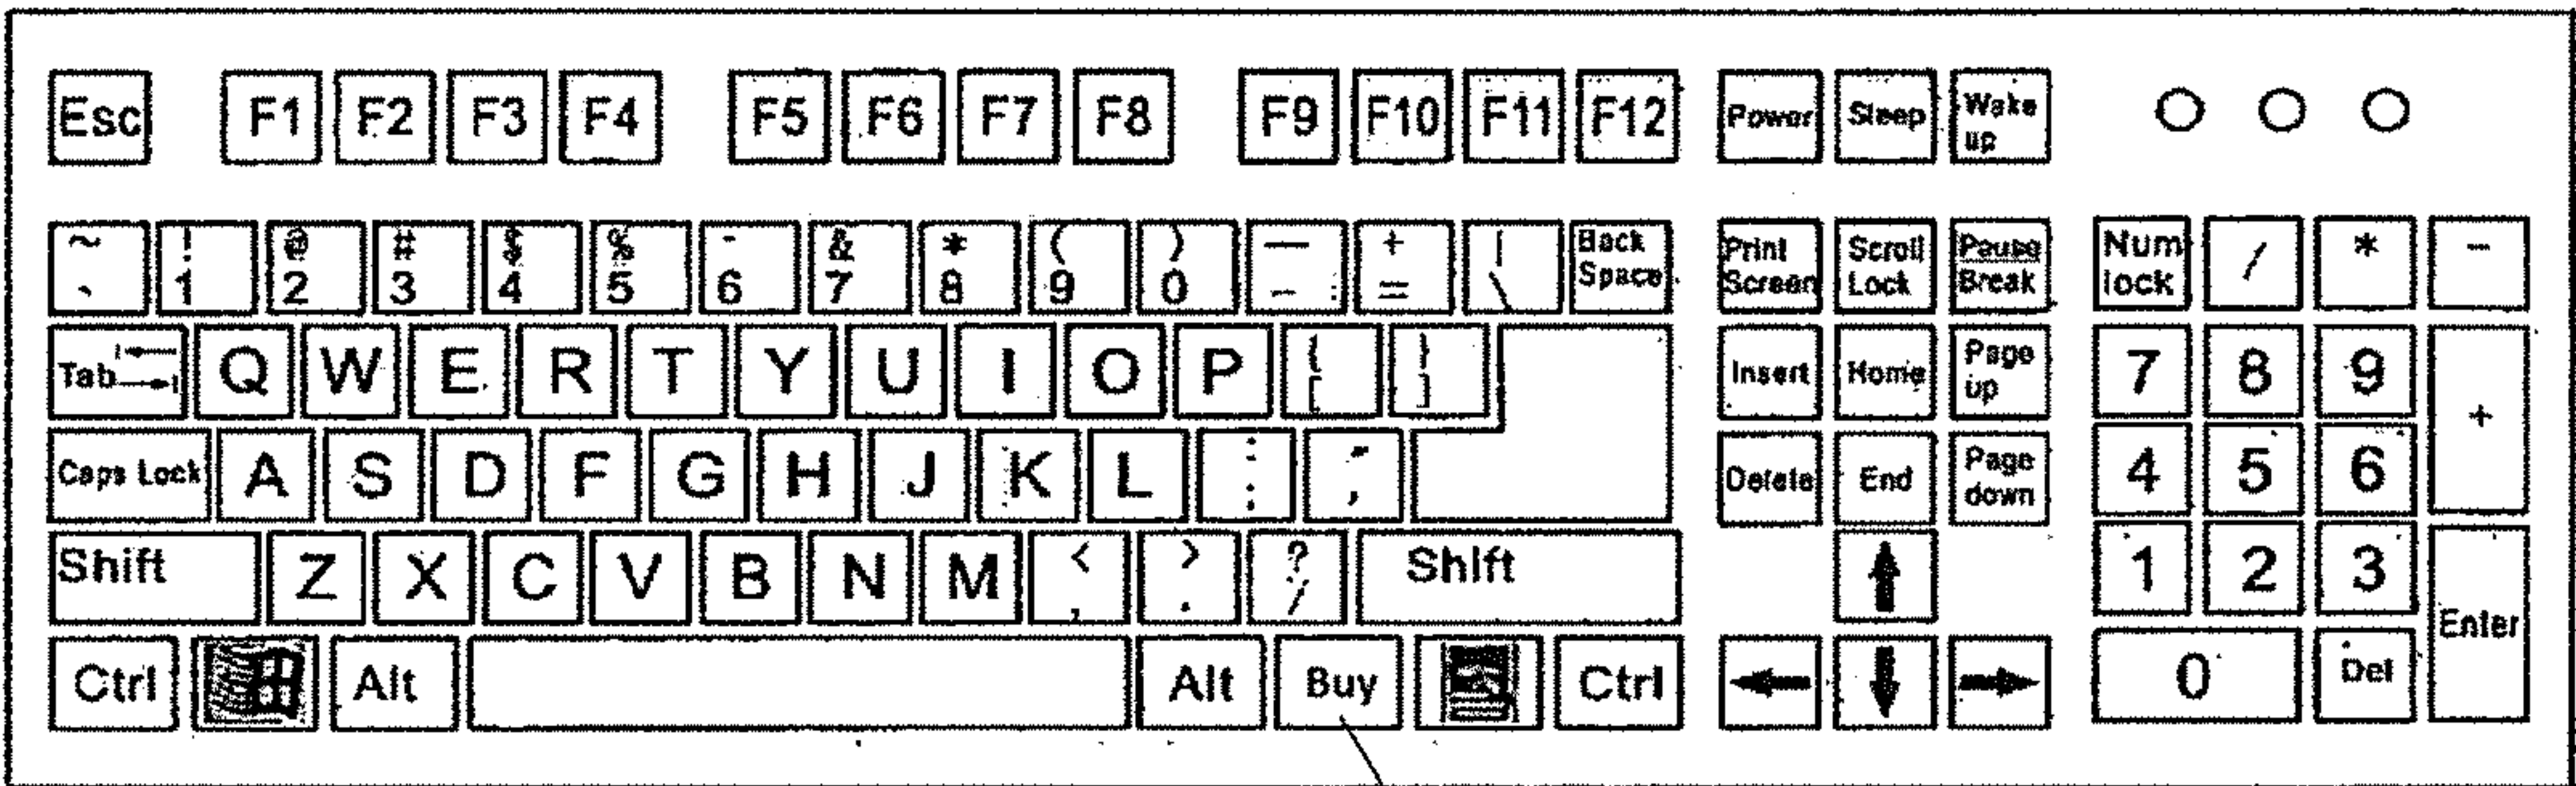 Esc F1 F2 F3 F4 F5 F6 F7 F8 F9 F10 F11 F12 Power Sleep Wake up
~ ! @ # $ % - & * ( ) — + | Back Space Print Screen Scroll Lock Pause Break Num lock / * -
` 1 2 3 4 5 6 7 8 9 0 - = \
Tab Q W E R T Y U I O P { [ } ] Insert Home Page up 7 8 9 +
Caps Lock A S D F G H J K L : ; " , Delete End Page down 4 5 6
Shift Z X C V B N M < , > . ? / Shift 1 2 3 Enter
Ctrl Alt Alt Buy Ctrl 0 Del